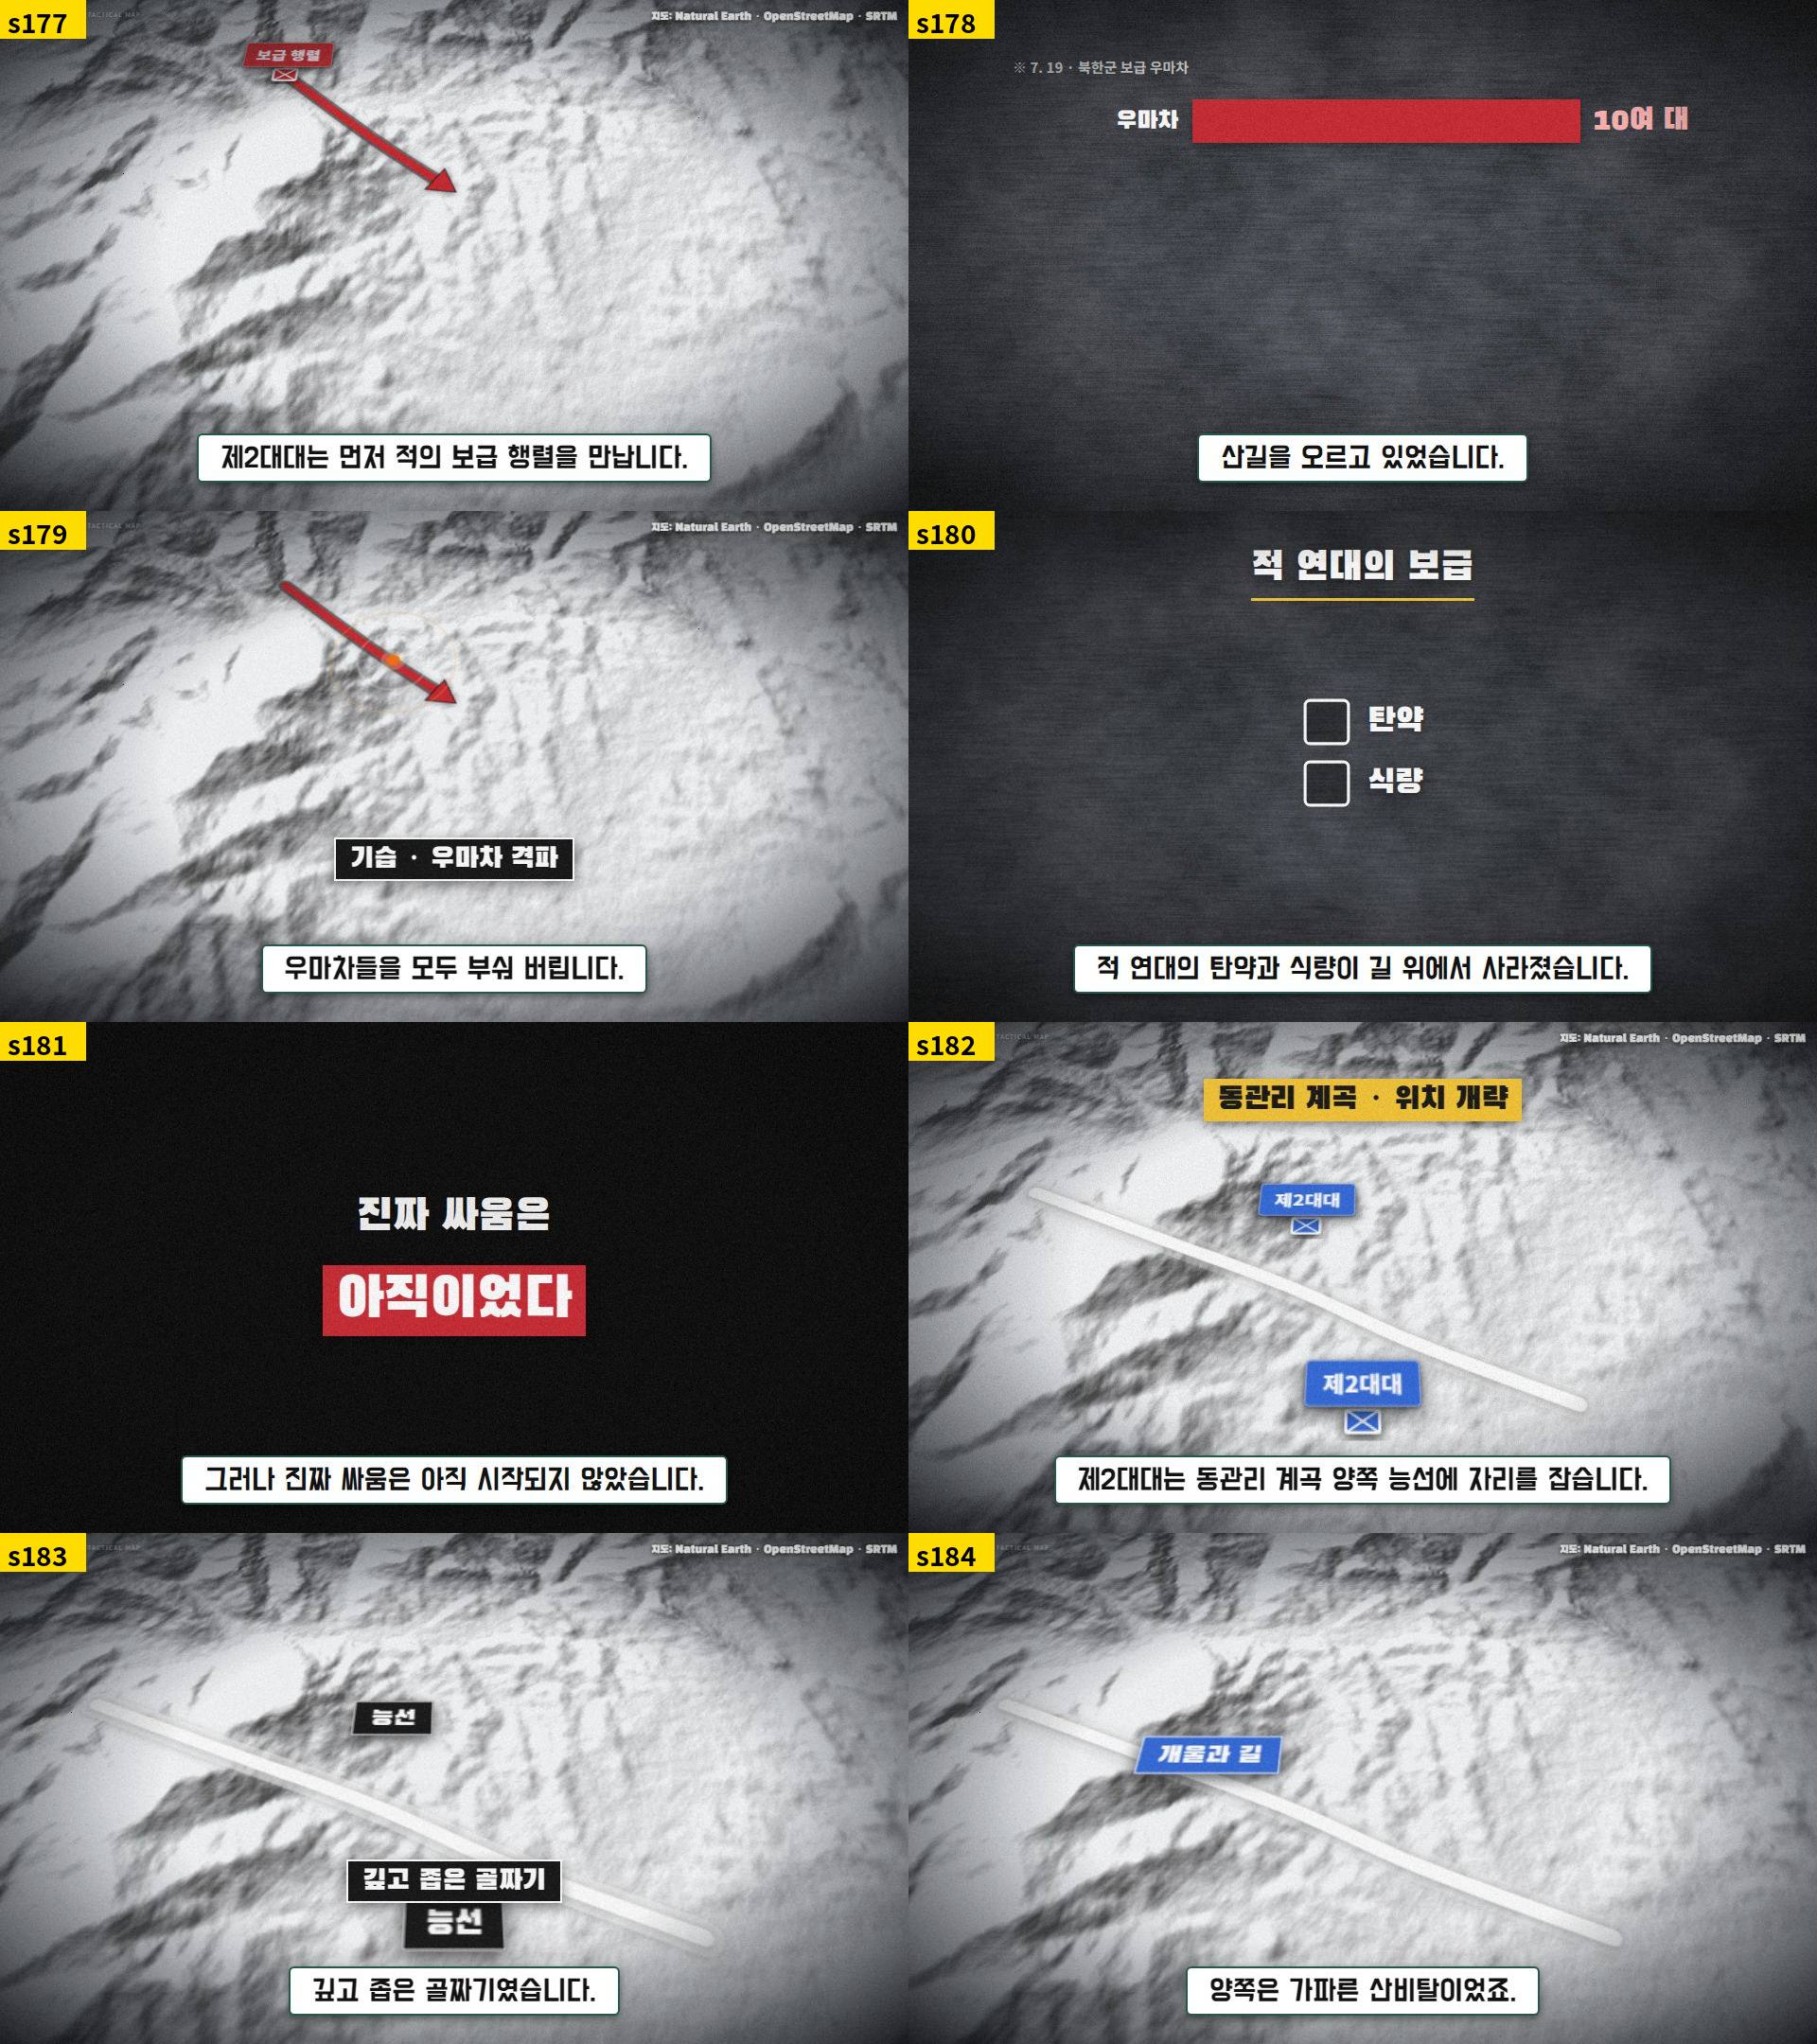 s177
TACTICAL MAP
지도: Natural Earth · OpenStreetMap · SRTM
보급 행렬
제2대대는 먼저 적의 보급 행렬을 만납니다.
s178
※ 7. 19 · 북한군 보급 우마차
우마차
10여 대
산길을 오르고 있었습니다.
s179
TACTICAL MAP
지도: Natural Earth · OpenStreetMap · SRTM
기습 · 우마차 격파
우마차들을 모두 부숴 버립니다.
s180
적 연대의 보급
탄약
식량
적 연대의 탄약과 식량이 길 위에서 사라졌습니다.
s181
진짜 싸움은
아직이었다
그러나 진짜 싸움은 아직 시작되지 않았습니다.
s182
TACTICAL MAP
지도: Natural Earth · OpenStreetMap · SRTM
동관리 계곡 · 위치 개략
제2대대
제2대대
제2대대는 동관리 계곡 양쪽 능선에 자리를 잡습니다.
s183
TACTICAL MAP
지도: Natural Earth · OpenStreetMap · SRTM
능선
깊고 좁은 골짜기
능선
깊고 좁은 골짜기였습니다.
s184
TACTICAL MAP
지도: Natural Earth · OpenStreetMap · SRTM
개울과 길
양쪽은 가파른 산비탈이었죠.